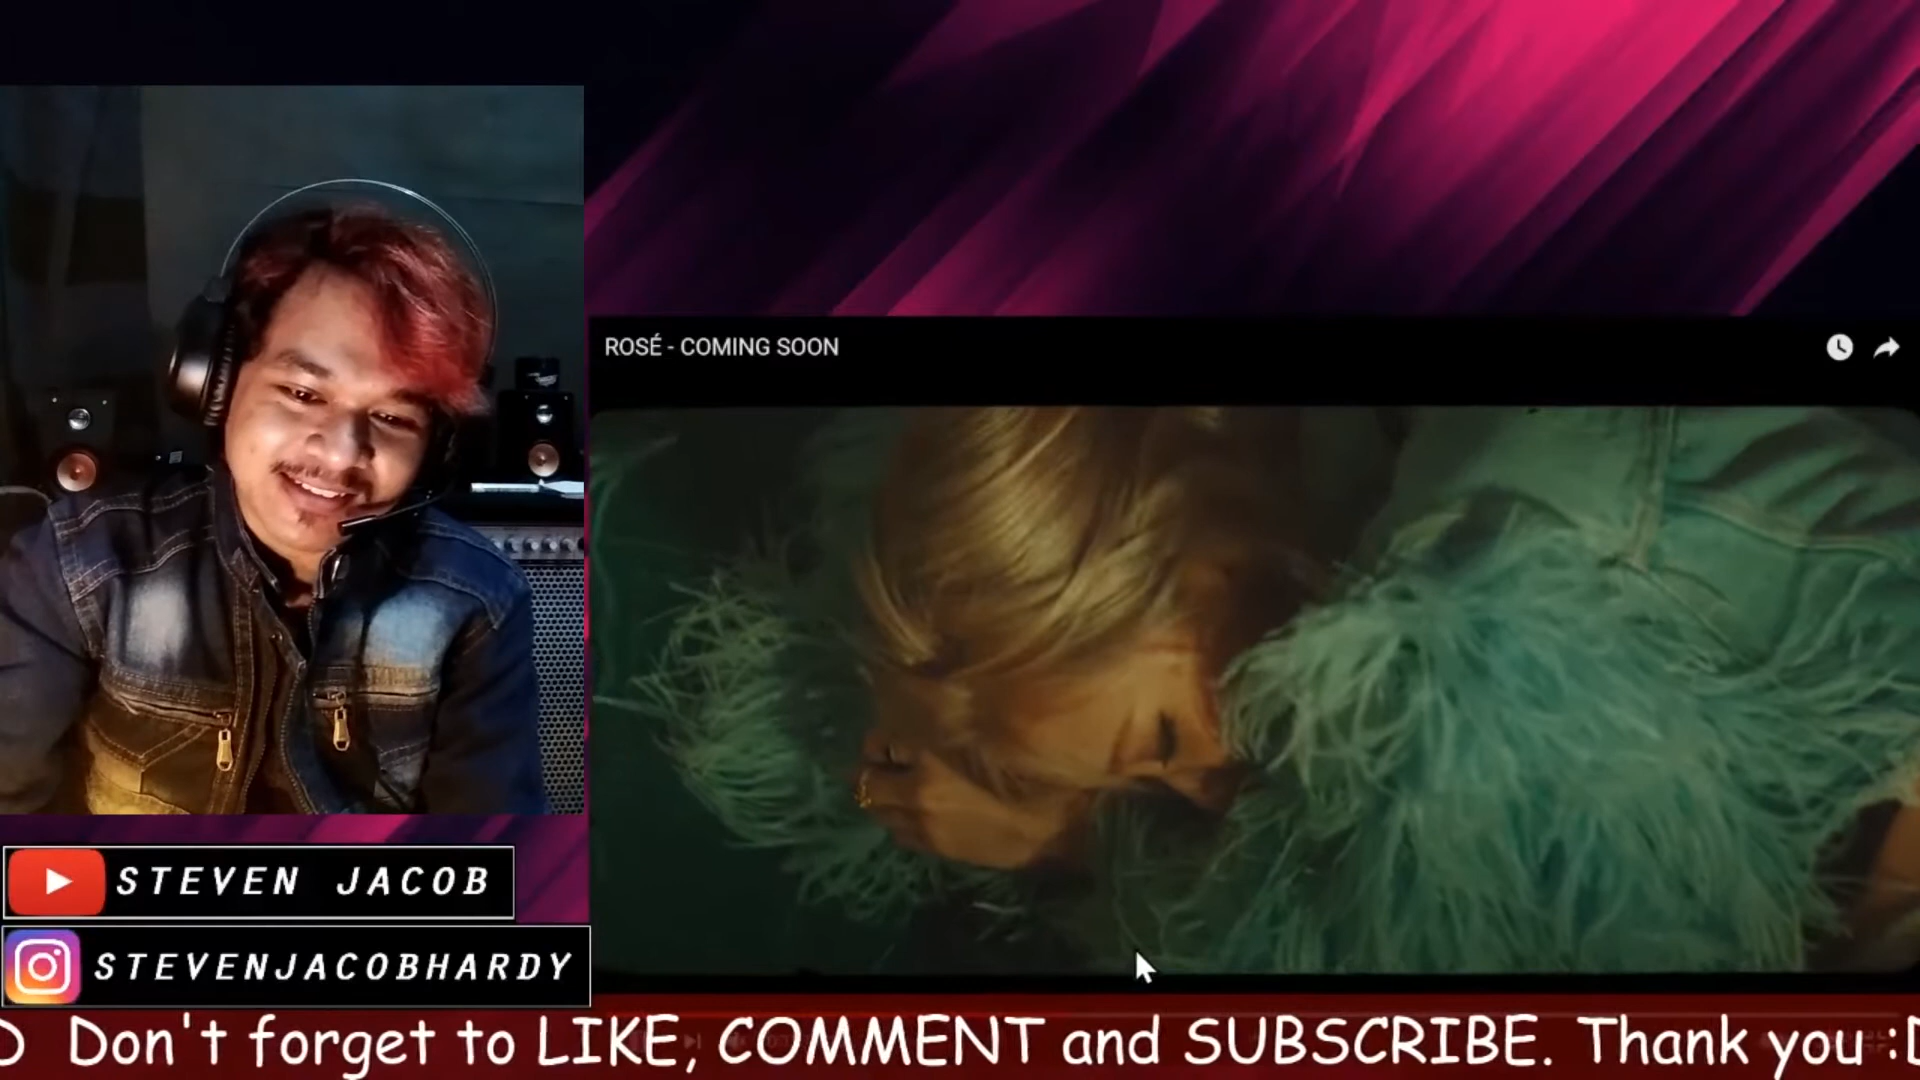 ROSÉ - COMING SOON
STEVEN JACOB
STEVENJACOBHARDY
Don't forget to LIKE, COMMENT and SUBSCRIBE. Thank you :D